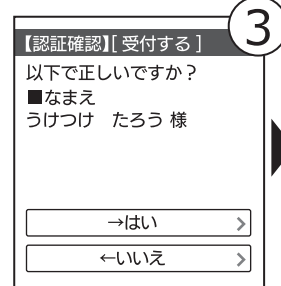 3
【認証確認】[ 受付する ]
以下で正しいですか？
■なまえ
うけつけ　たろう 様
→はい
←いいえ